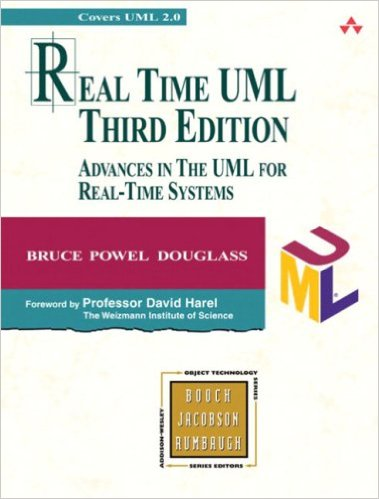 Covers UML 2.0
REAL TIME UML
THIRD EDITION
ADVANCES IN THE UML FOR
REAL-TIME SYSTEMS
BRUCE POWEL DOUGLASS
UML
Foreword by Professor David Harel
The Weizmann Institute of Science
OBJECT TECHNOLOGY
BOOCH
JACOBSON
RUMBAUGH
ADDISON-WESLEY
SERIES
SERIES EDITORS